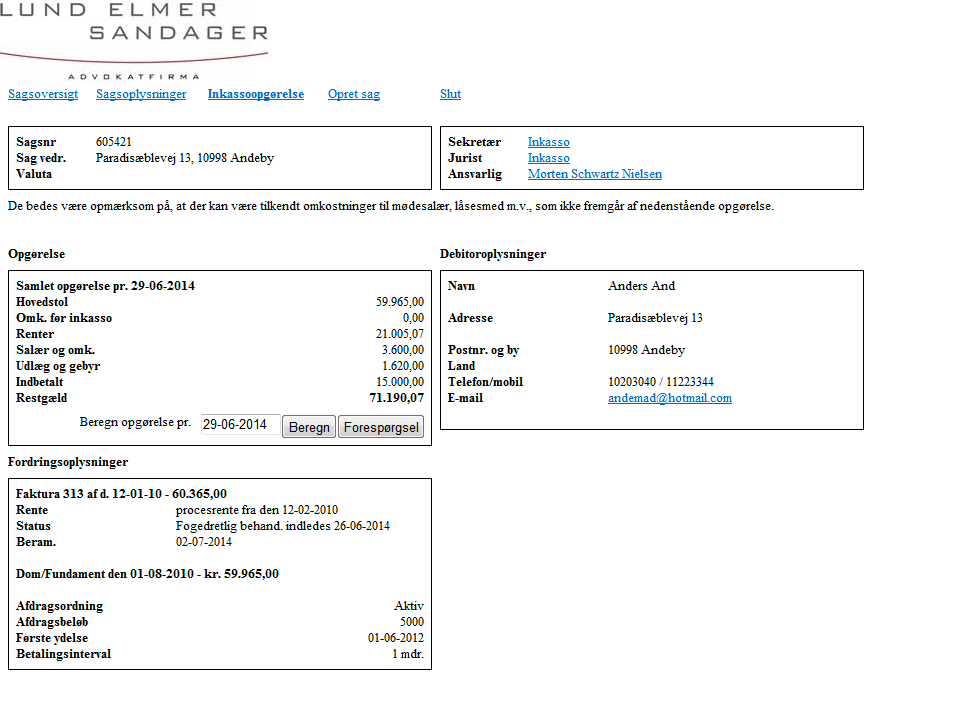 LUND ELMER
SANDAGER
ADVOKATFIRMA
Sagsoversigt Sagsoplysninger Inkassoopgørelse Opret sag Slut
Sagsnr 605421
Sag vedr. Paradisæblevej 13, 10998 Andeby
Valuta
Sekretær Inkasso
Jurist Inkasso
Ansvarlig Morten Schwartz Nielsen
De bedes være opmærksom på, at der kan være tilkendt omkostninger til mødesalær, låsesmed m.v., som ikke fremgår af nedenstående opgørelse.
Opgørelse
Samlet opgørelse pr. 29-06-2014
Hovedstol 59.965,00
Omk. før inkasso 0,00
Renter 21.005,07
Salær og omk. 3.600,00
Udlæg og gebyr 1.620,00
Indbetalt 15.000,00
Restgæld 71.190,07
Beregn opgørelse pr. 29-06-2014 Beregn Forespørgsel
Debitoroplysninger
Navn Anders And
Adresse Paradisæblevej 13
Postnr. og by 10998 Andeby
Land
Telefon/mobil 10203040 / 11223344
E-mail andemad@hotmail.com
Fordringsoplysninger
Faktura 313 af d. 12-01-10 - 60.365,00
Rente procesrente fra den 12-02-2010
Status Fogedretlig behand. indledes 26-06-2014
Beram. 02-07-2014
Dom/Fundament den 01-08-2010 - kr. 59.965,00
Afdragsordning Aktiv
Afdragsbeløb 5000
Første ydelse 01-06-2012
Betalingsinterval 1 mdr.